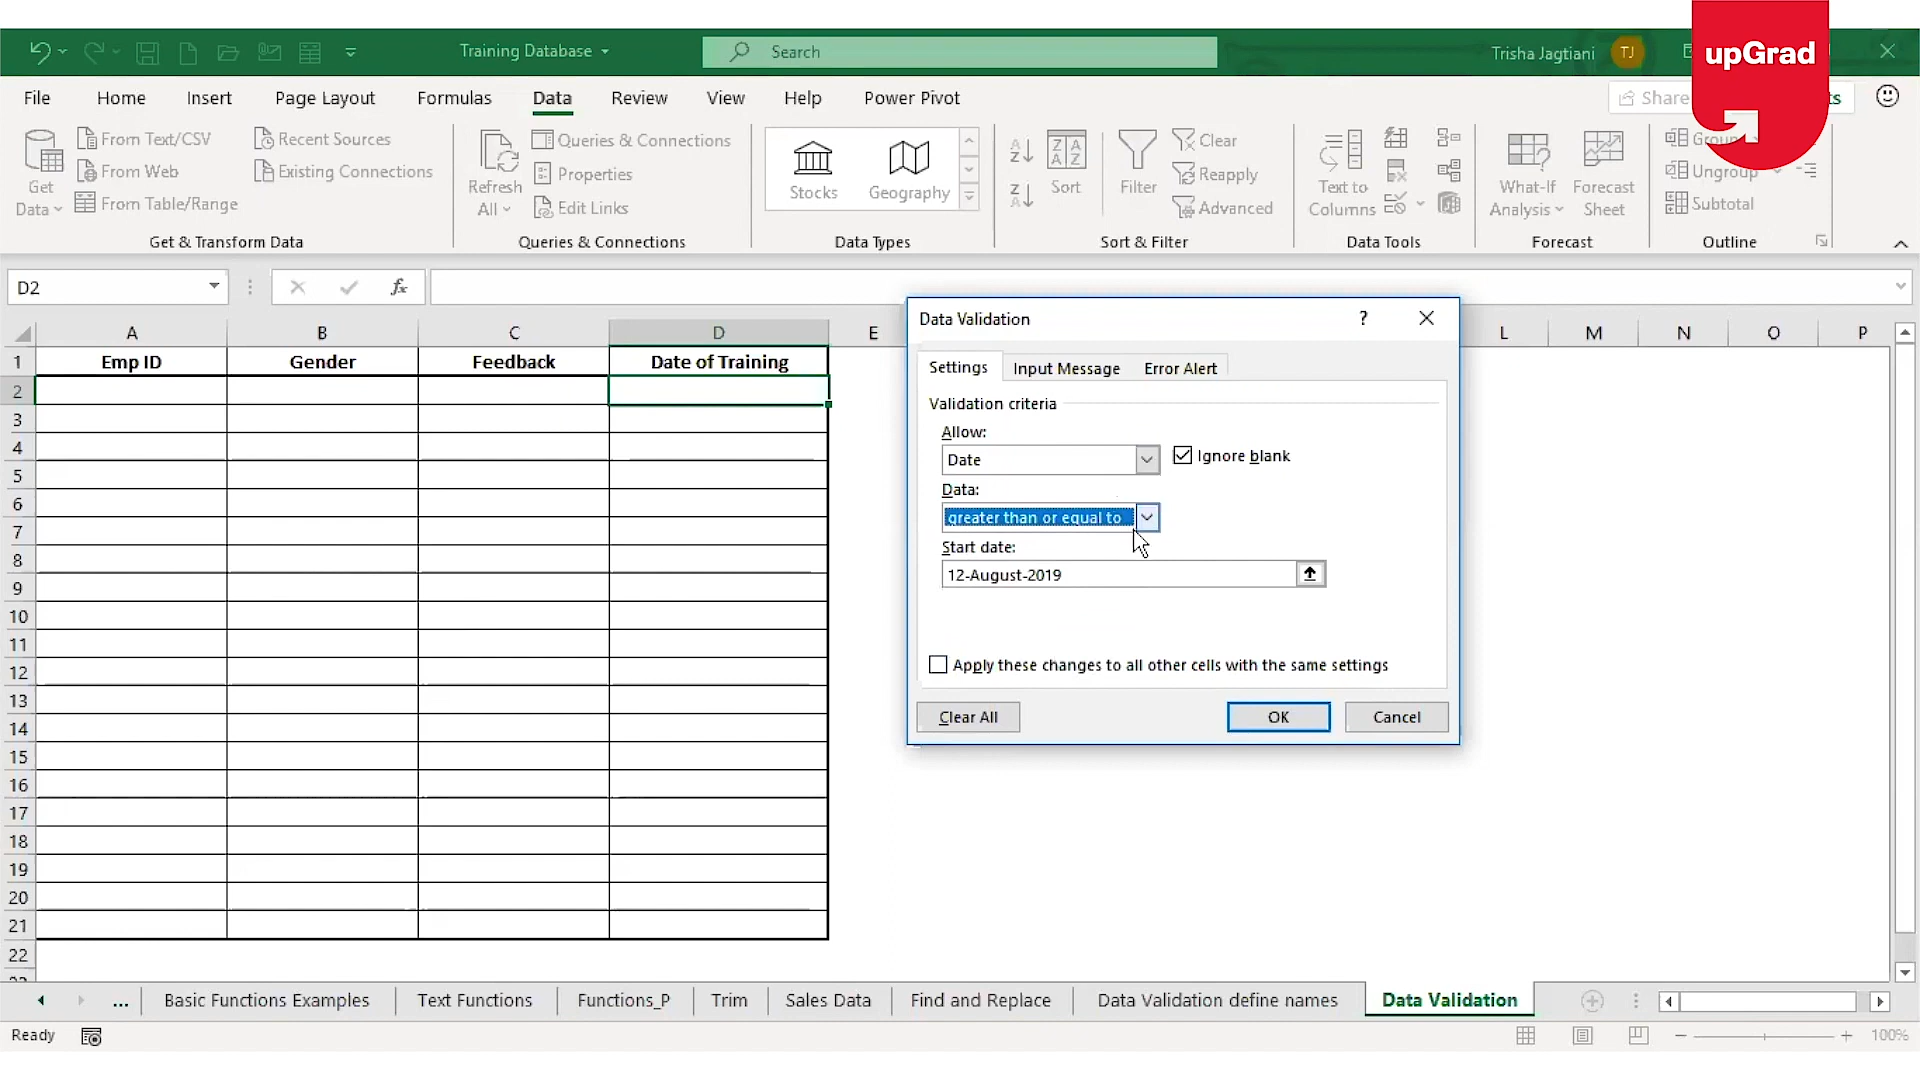 upGrad
Training Database
Search
Trisha Jagtiani
TJ
File Home Insert Page Layout Formulas Data Review View Help Power Pivot
Share
Get Data
From Text/CSV
From Web
From Table/Range
Recent Sources
Existing Connections
Get & Transform Data
Refresh All
Queries & Connections
Properties
Edit Links
Queries & Connections
Stocks
Geography
Data Types
Sort
Filter
Clear
Reapply
Advanced
Sort & Filter
Text to Columns
Data Tools
What-If Analysis
Forecast Sheet
Forecast
Ungroup
Subtotal
Outline
D2
fx
A B C D E L M N O P
1 Emp ID Gender Feedback Date of Training
2
3
4
5
6
7
8
9
10
11
12
13
14
15
16
17
18
19
20
21
22
Data Validation
?
Settings Input Message Error Alert
Validation criteria
Allow:
Date
Ignore blank
Data:
greater than or equal to
Start date:
12-August-2019
Apply these changes to all other cells with the same settings
Clear All OK Cancel
... Basic Functions Examples Text Functions Functions_P Trim Sales Data Find and Replace Data Validation define names Data Validation
Ready
100%